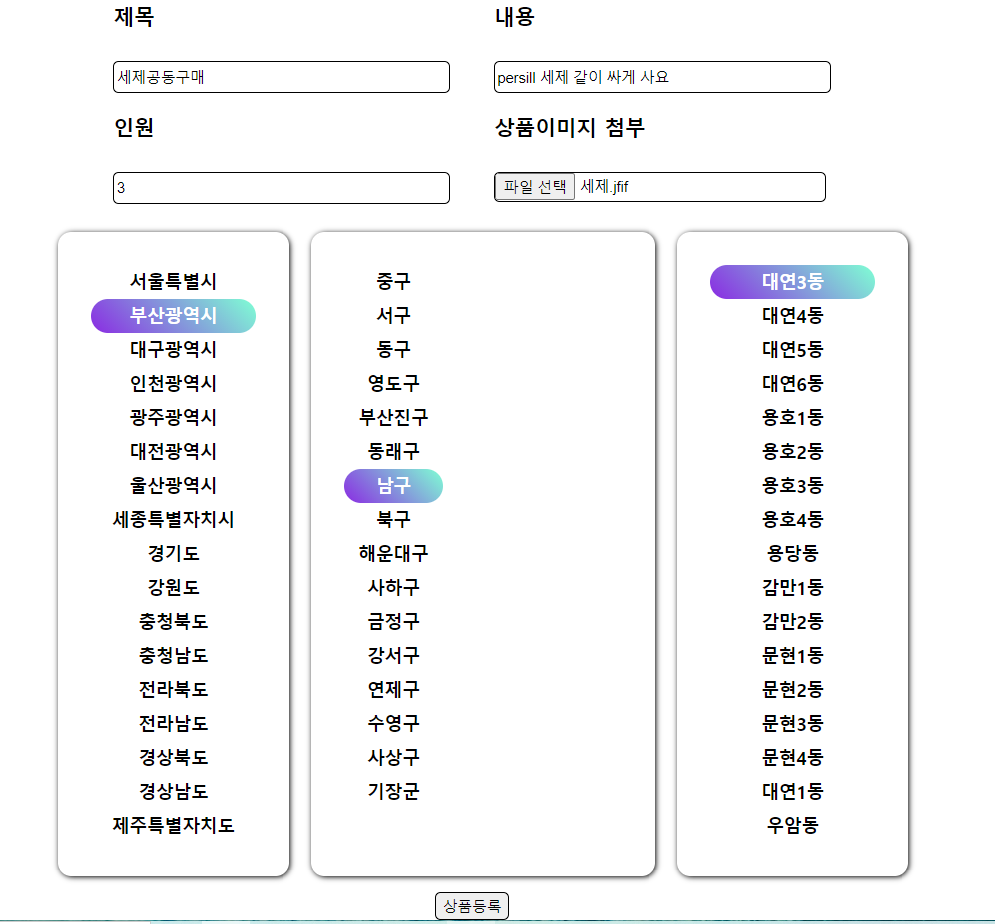 제목
내용
세제공동구매
persill 세제 같이 싸게 사요
인원
상품이미지 첨부
3
파일 선택 세제.jfif
서울특별시
부산광역시
대구광역시
인천광역시
광주광역시
대전광역시
울산광역시
세종특별자치시
경기도
강원도
충청북도
충청남도
전라북도
전라남도
경상북도
경상남도
제주특별자치도
중구
서구
동구
영도구
부산진구
동래구
남구
북구
해운대구
사하구
금정구
강서구
연제구
수영구
사상구
기장군
대연3동
대연4동
대연5동
대연6동
용호1동
용호2동
용호3동
용호4동
용당동
감만1동
감만2동
문현1동
문현2동
문현3동
문현4동
대연1동
우암동
상품등록